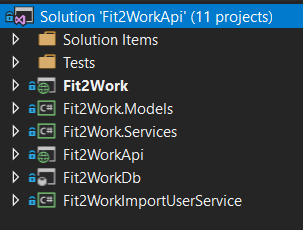 Solution 'Fit2WorkApi' (11 projects)
Solution Items
Tests
Fit2Work
C# Fit2Work.Models
C# Fit2Work.Services
Fit2WorkApi
Fit2WorkDb
C# Fit2WorkImportUserService